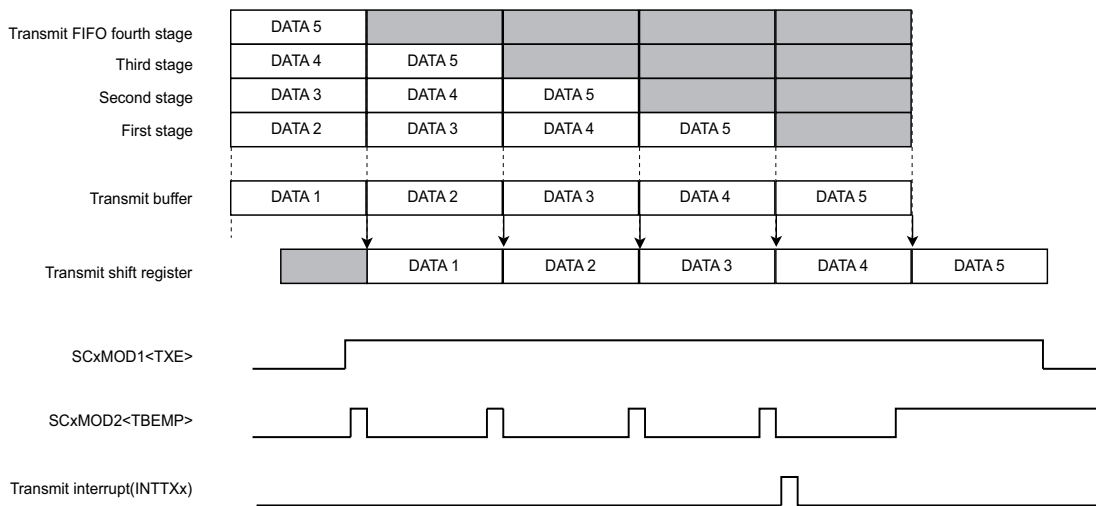 Transmit FIFO fourth stage DATA 5
Third stage DATA 4 DATA 5
Second stage DATA 3 DATA 4 DATA 5
First stage DATA 2 DATA 3 DATA 4 DATA 5
Transmit buffer DATA 1 DATA 2 DATA 3 DATA 4 DATA 5
Transmit shift register DATA 1 DATA 2 DATA 3 DATA 4 DATA 5
SCxMOD1<TXE>
SCxMOD2<TBEMP>
Transmit interrupt(INTTXx)